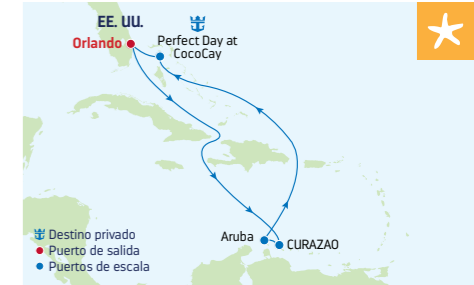 EE. UU.
Orlando
Perfect Day at
CocoCay
Aruba
CURAZAO
Destino privado
Puerto de salida
Puertos de escala